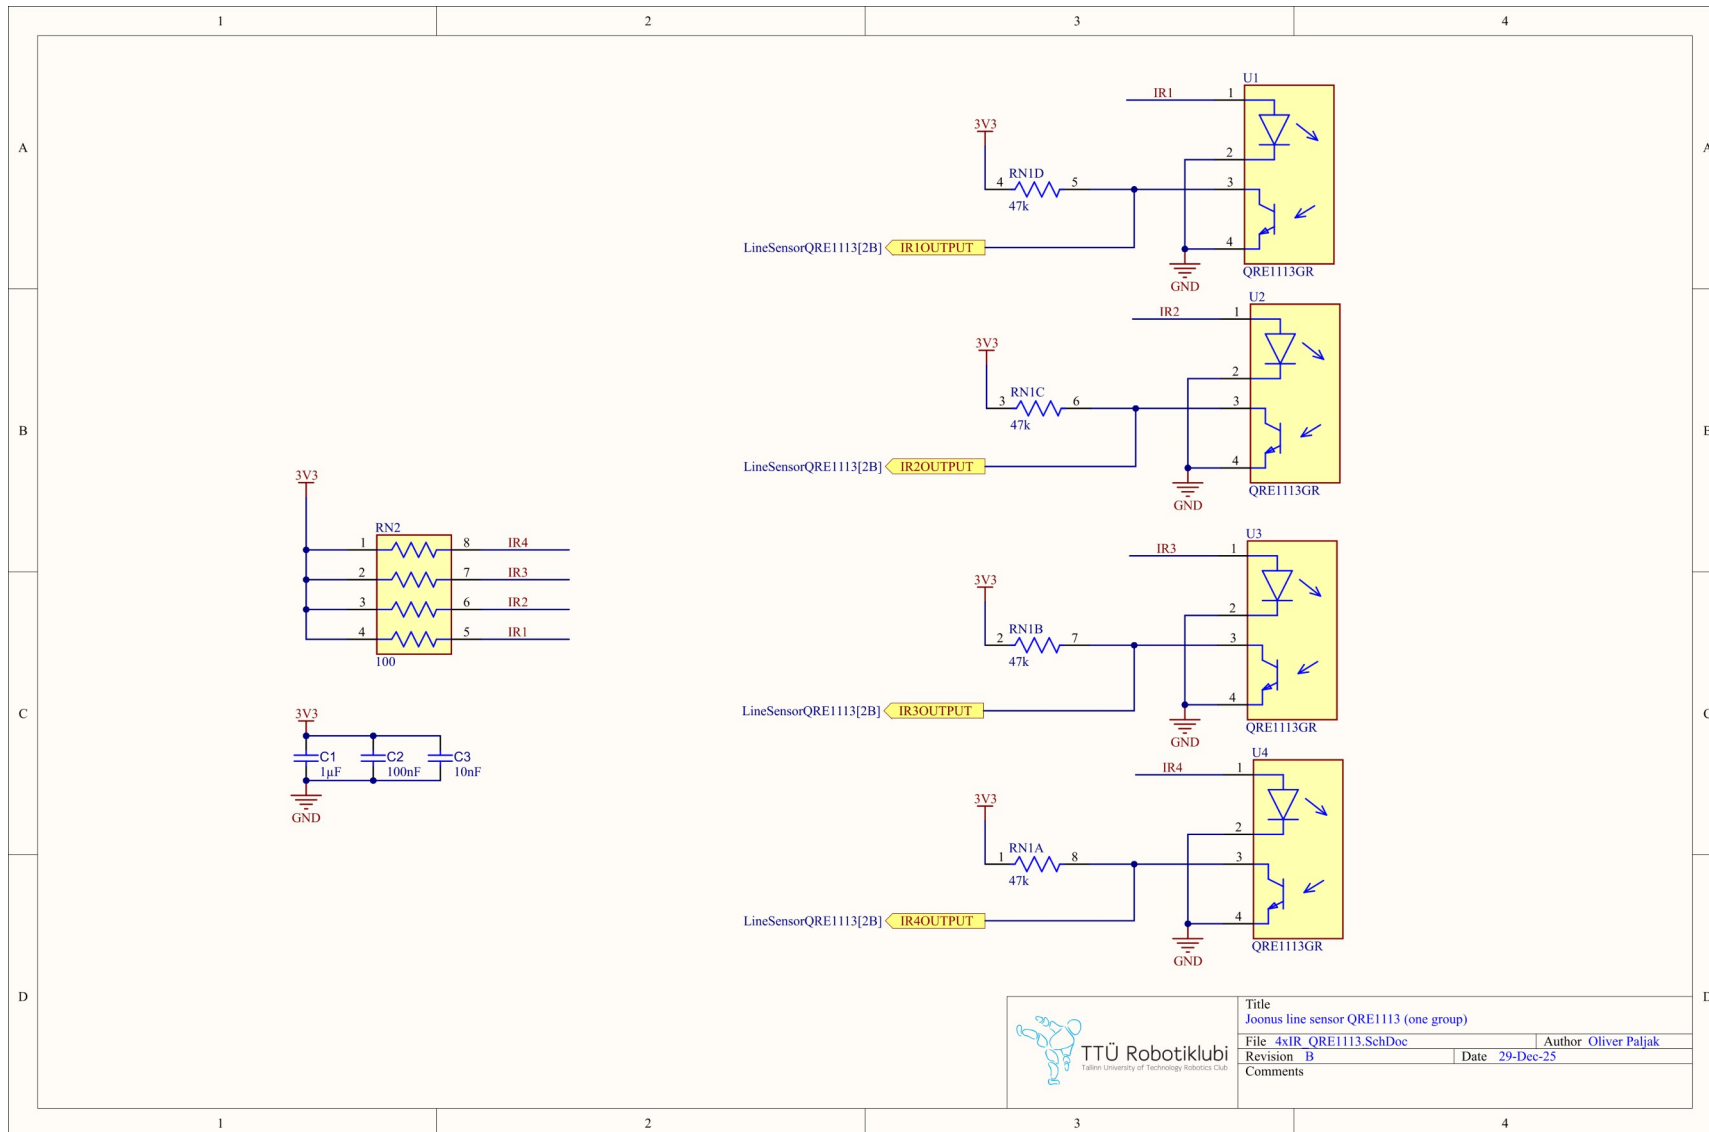 1 2 3 4
A A
B B
C C
D D
1 2 3 4
U1
IR1 1
3V3
2
RN1D
4 5 3
47k
LineSensorQRE1113[2B] IR1OUTPUT 4
QRE1113GR
GND
U2
IR2 1
3V3
2
RN1C
3 6 3
47k
LineSensorQRE1113[2B] IR2OUTPUT 4
QRE1113GR
GND
3V3
RN2
1 8 IR4
2 7 IR3
3 6 IR2
4 5 IR1
100
U3
IR3 1
3V3
2
RN1B
2 7 3
47k
LineSensorQRE1113[2B] IR3OUTPUT 4
QRE1113GR
GND
3V3
C1 C2 C3
1µF 100nF 10nF
GND
U4
IR4 1
3V3
2
RN1A
1 8 3
47k
LineSensorQRE1113[2B] IR4OUTPUT 4
QRE1113GR
GND
TTÜ Robotiklubi
Tallinn University of Technology Robotics Club
Title
Joonus line sensor QRE1113 (one group)
File 4xIR_QRE1113.SchDoc Author Oliver Paljak
Revision B Date 29-Dec-25
Comments